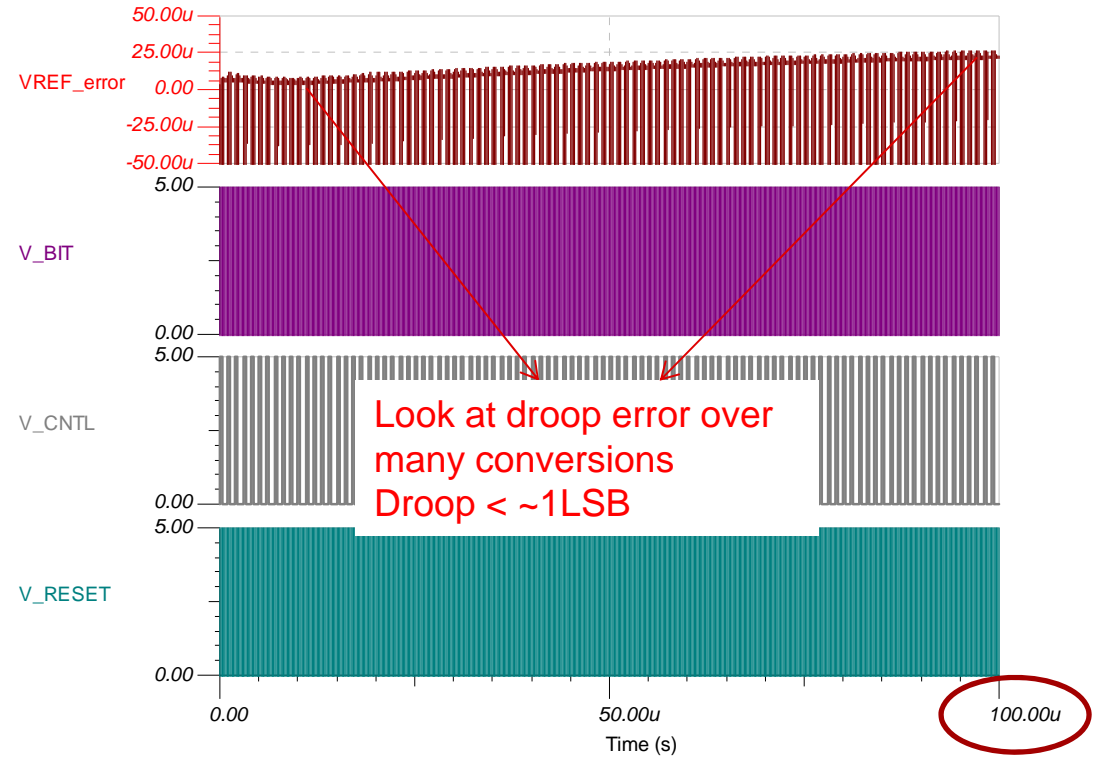 50.00u
25.00u
VREF_error
0.00
-25.00u
-50.00u
5.00
V_BIT
0.00
5.00
V_CNTL
0.00
Look at droop error over
many conversions
Droop < ~1LSB
5.00
V_RESET
0.00
0.00 50.00u 100.00u
Time (s)